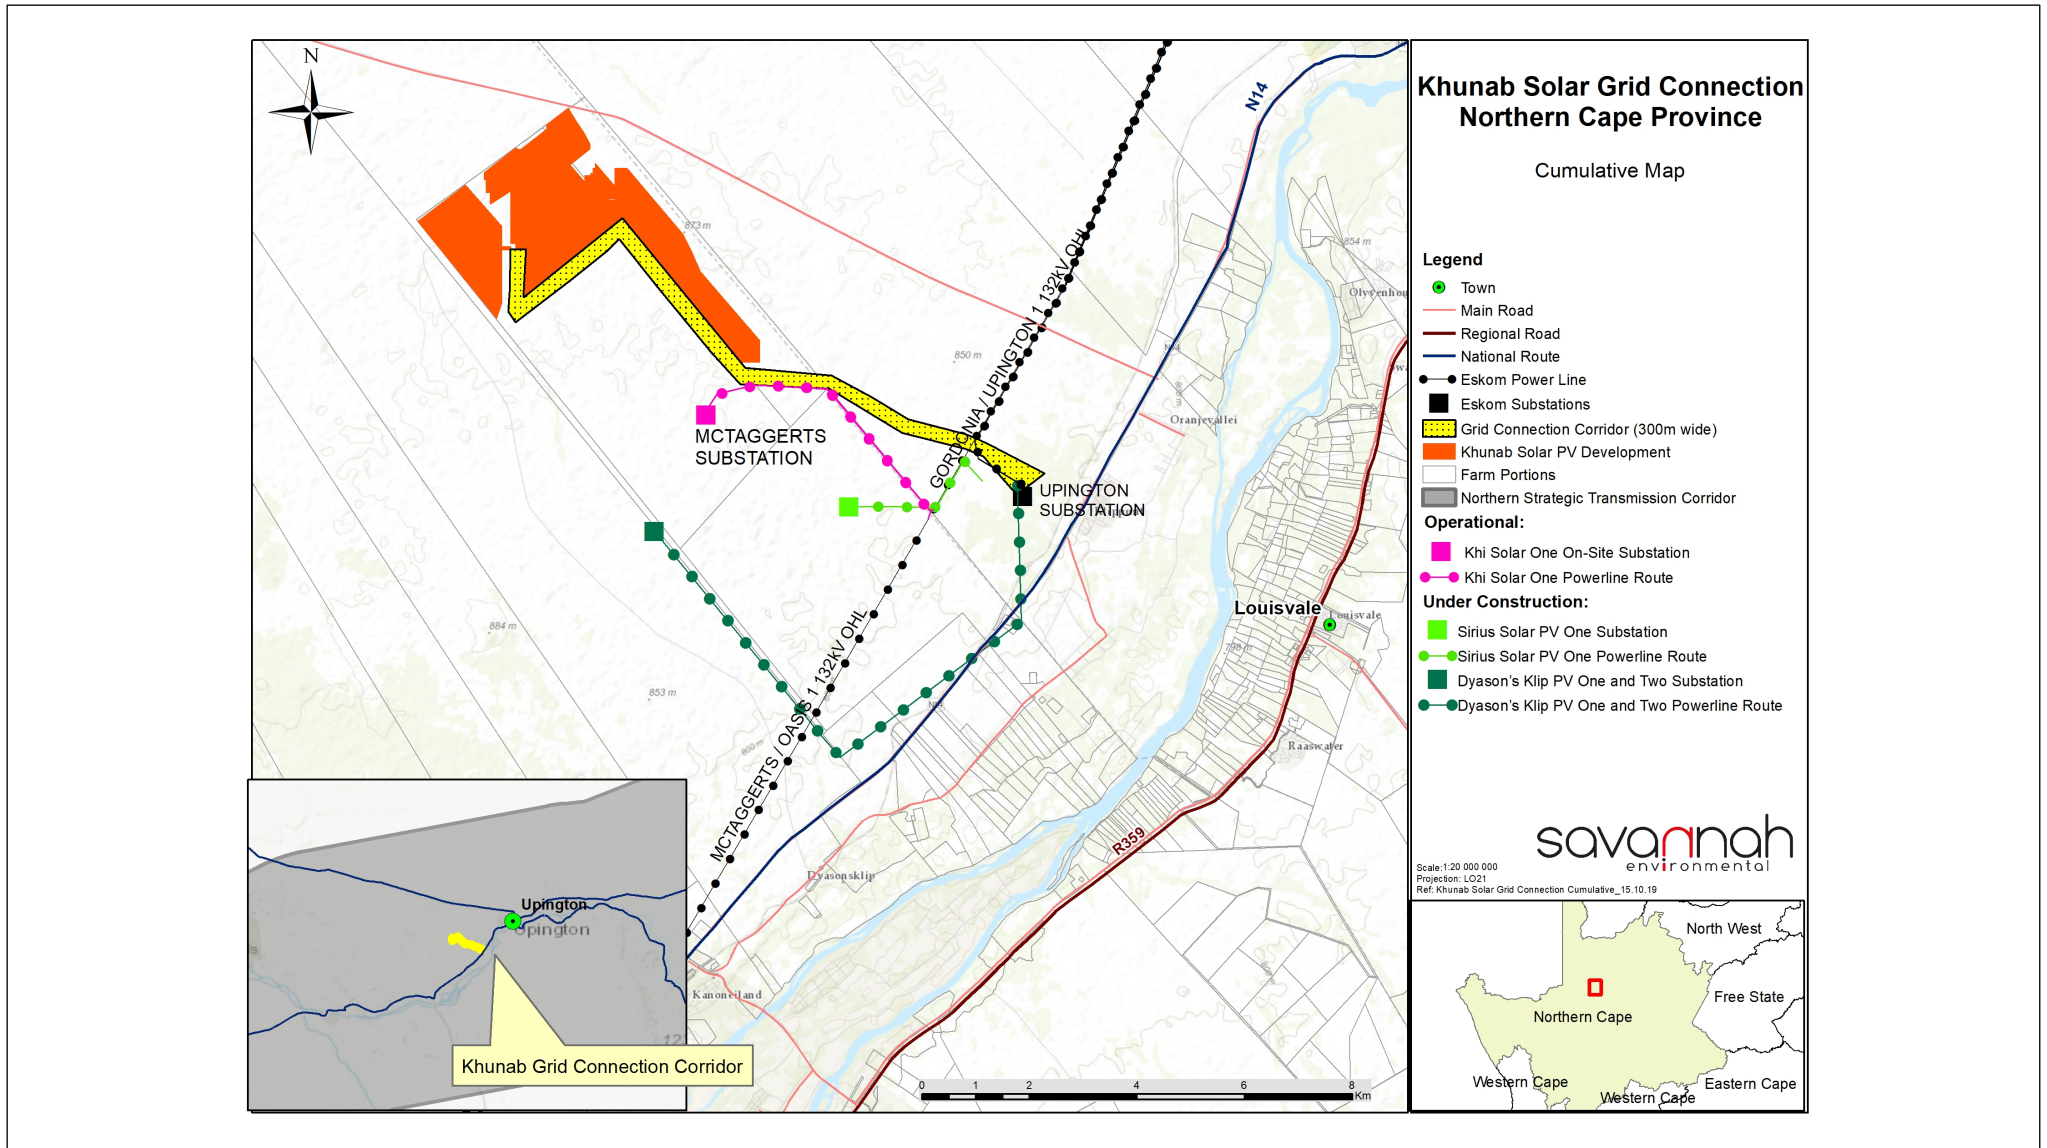 N
Khunab Solar Grid Connection
Northern Cape Province
Cumulative Map
Legend
Town
Main Road
Regional Road
National Route
Eskom Power Line
Eskom Substations
Grid Connection Corridor (300m wide)
Khunab Solar PV Development
Farm Portions
Northern Strategic Transmission Corridor
Operational:
Khi Solar One On-Site Substation
Khi Solar One Powerline Route
Under Construction:
Sirius Solar PV One Substation
Sirius Solar PV One Powerline Route
Dyason's Klip PV One and Two Substation
Dyason's Klip PV One and Two Powerline Route
savannah
environmental
Scale:1:20 000 000
Projection: LO21
Ref: Khunab Solar Grid Connection Cumulative_15.10.19
North West
Free State
Northern Cape
Western Cape
Eastern Cape
Western Cape
N14
873 m
854 m
GORDONIA / UPINGTON 1 132kV OHL
N14
850 m
Oranjevallei
MCTAGGERTS
SUBSTATION
UPINGTON
SUBSTATION
Louisvale
Louisvale
884 m
798 m
853 m
N14
800 m
Raaswater
MCTAGGERTS / OASIS 1 132kV OHL
R359
Dyasonsklip
Kanoneiland
Upington
Upington
Khunab Grid Connection Corridor
0 1 2 4 6 8
Km